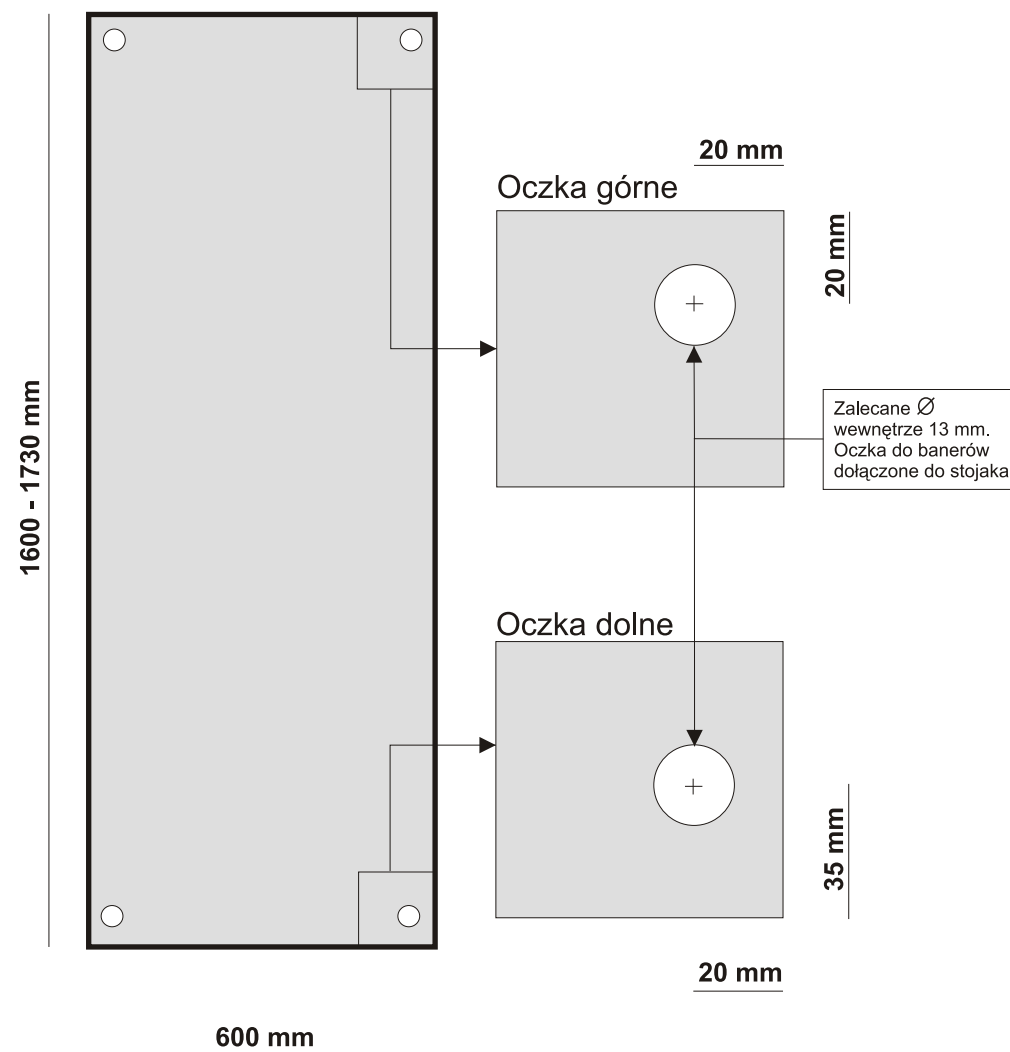 20 mm
Oczka górne
20 mm
1600 - 1730 mm
Zalecane Ø
wewnętrze 13 mm.
Oczka do banerów
dołączone do stojaka
Oczka dolne
35 mm
20 mm
600 mm